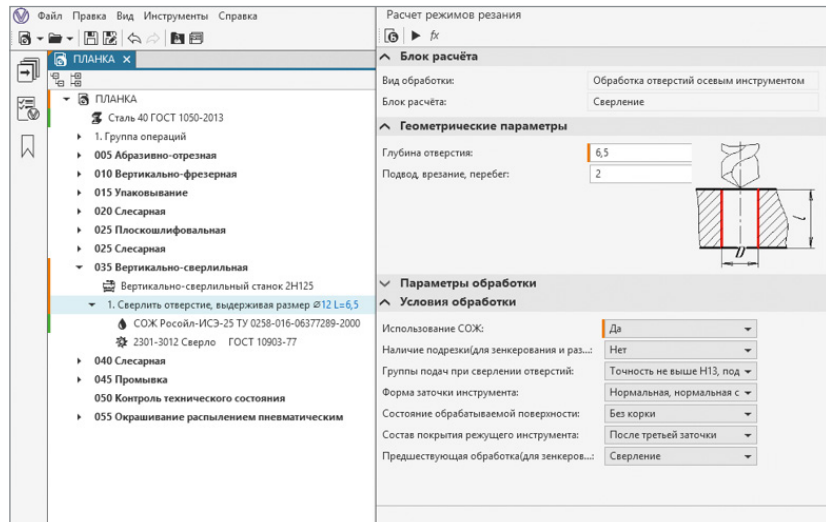 Файл Правка Вид Инструменты Справка
ПЛАНКА
ПЛАНКА
Сталь 40 ГОСТ 1050-2013
1. Группа операций
005 Абразивно-отрезная
010 Вертикально-фрезерная
015 Упаковывание
020 Слесарная
025 Плоскошлифовальная
025 Слесарная
035 Вертикально-сверлильная
Вертикально-сверлильный станок 2Н125
1. Сверлить отверстие, выдерживая размер ⌀12 L=6,5
СОЖ Росойл-ИСЭ-25 ТУ 0258-016-06377289-2000
2301-3012 Сверло ГОСТ 10903-77
040 Слесарная
045 Промывка
050 Контроль технического состояния
055 Окрашивание распылением пневматическим
Расчет режимов резания
fx
Блок расчёта
Вид обработки: Обработка отверстий осевым инструментом
Блок расчёта: Сверление
Геометрические параметры
Глубина отверстия: 6,5
Подвод, врезание, перебег: 2
l
D
Параметры обработки
Условия обработки
Использование СОЖ: Да
Наличие подрезки(для зенкерования и раз...: Нет
Группы подач при сверлении отверстий: Точность не выше H13, под
Форма заточки инструмента: Нормальная, нормальная с
Состояние обрабатываемой поверхности: Без корки
Состав покрытия режущего инструмента: После третьей заточки
Предшествующая обработка(для зенкеров...: Сверление